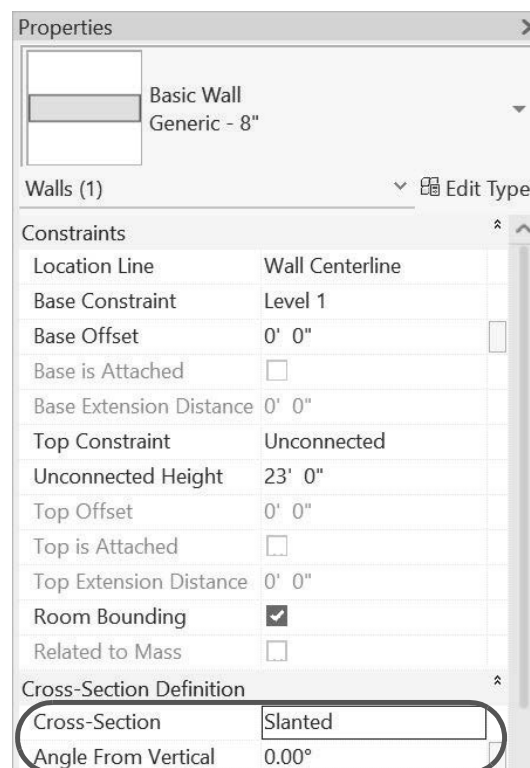 Properties
Basic Wall
Generic - 8"
Walls (1) Edit Type
Constraints
Location Line Wall Centerline
Base Constraint Level 1
Base Offset 0' 0"
Base is Attached
Base Extension Distance 0' 0"
Top Constraint Unconnected
Unconnected Height 23' 0"
Top Offset 0' 0"
Top is Attached
Top Extension Distance 0' 0"
Room Bounding
Related to Mass
Cross-Section Definition
Cross-Section Slanted
Angle From Vertical 0.00°